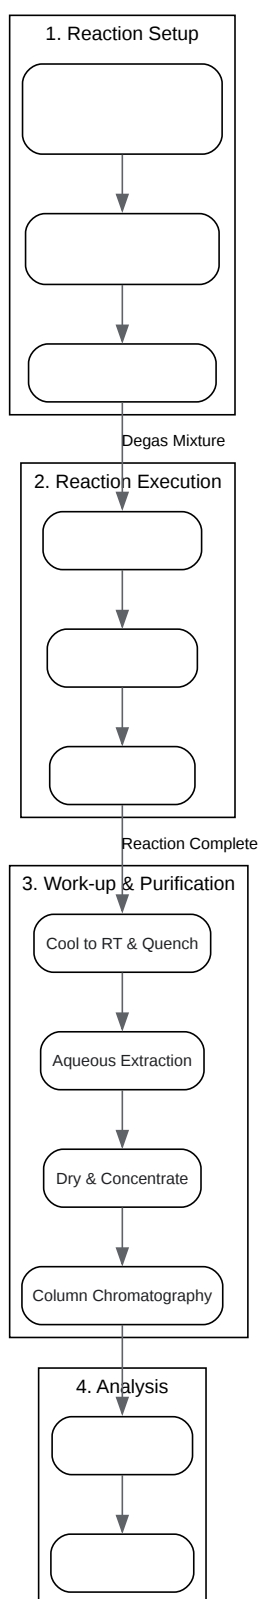 1. Reaction Setup
Degas Mixture
2. Reaction Execution
Reaction Complete
3. Work-up & Purification
Cool to RT & Quench
Aqueous Extraction
Dry & Concentrate
Column Chromatography
4. Analysis